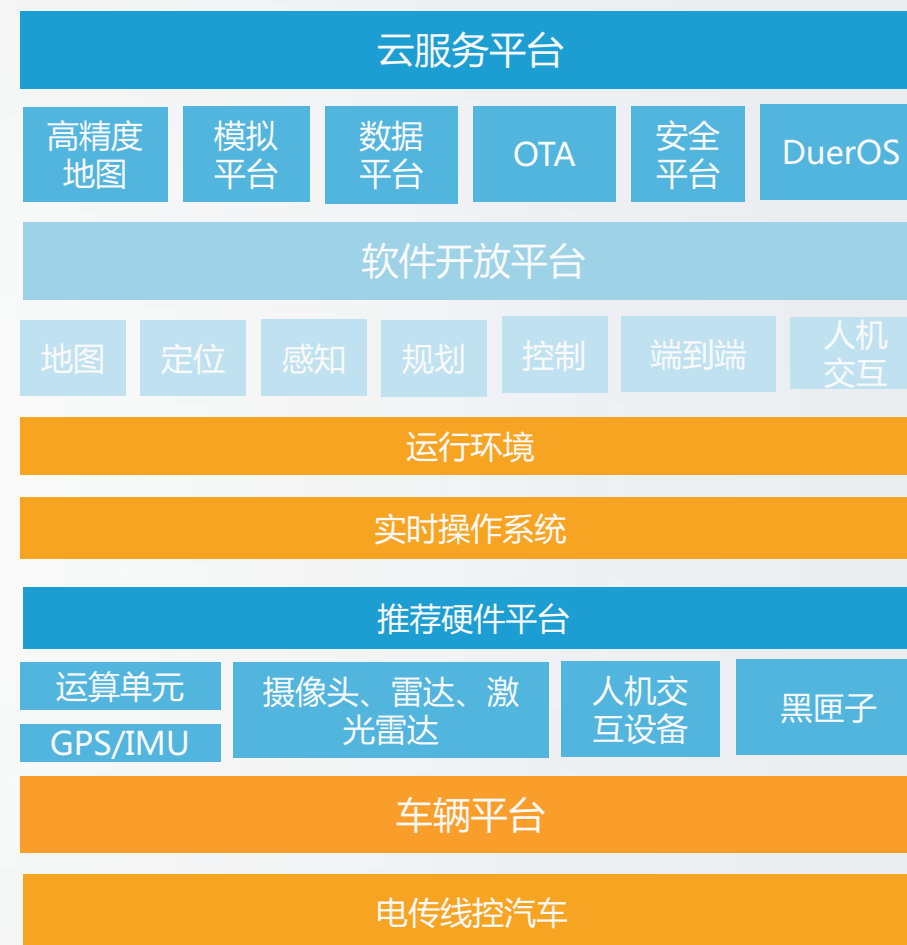 云服务平台
高精度
地图
模拟
平台
数据
平台
OTA
安全
平台
DuerOS
软件开放平台
地图
定位
感知
规划
控制
端到端
人机
交互
运行环境
实时操作系统
推荐硬件平台
运算单元
GPS/IMU
摄像头、雷达、激
光雷达
人机交
互设备
黑匣子
车辆平台
电传线控汽车